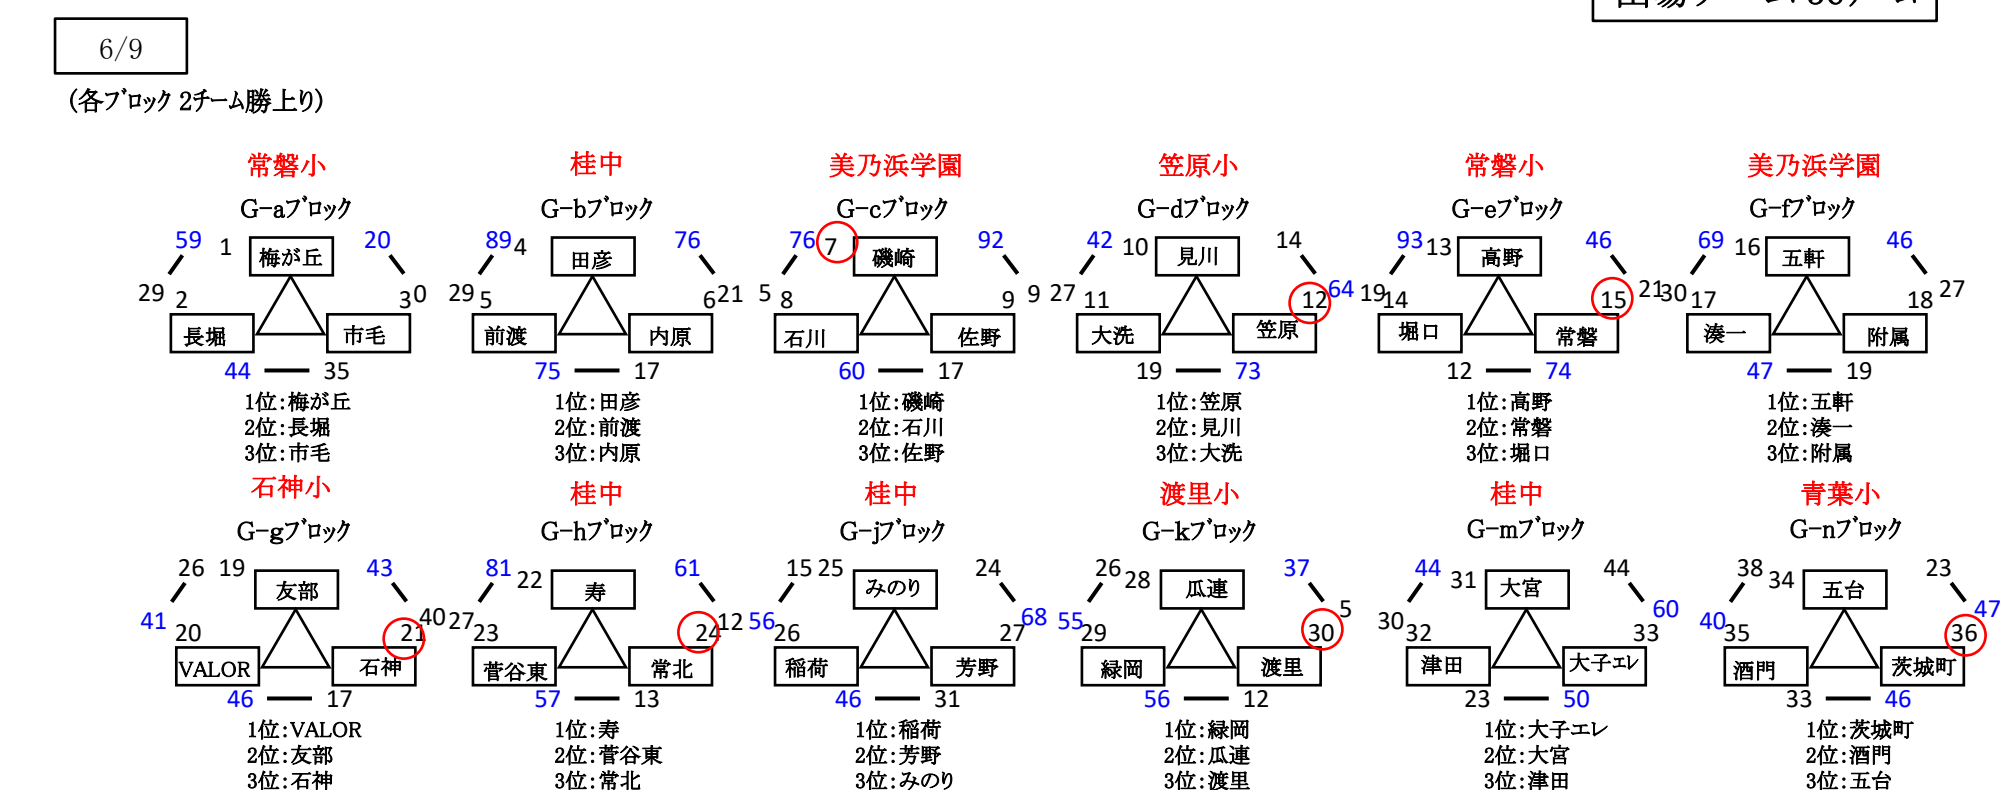 6/9
(各ブロック 2チーム勝上り)
常磐小 桂中 美乃浜学園 笠原小 常磐小 美乃浜学園
G-aブロック G-bブロック G-cブロック G-dブロック G-eブロック G-fブロック
59 1 梅が丘 20 89 4 田彦 76 76 7 磯崎 92 42 10 見川 14 93 13 高野 46 69 16 五軒 46
29 2 3 0 29 5 6 21 5 8 9 9 27 11 12 64 19 14 15 21 30 17 18 27
長堀 市毛 前渡 内原 石川 佐野 大洗 笠原 堀口 常磐 湊一 附属
44 35 75 17 60 17 19 73 12 74 47 19
1位:梅が丘 1位:田彦 1位:磯崎 1位:笠原 1位:高野 1位:五軒
2位:長堀 2位:前渡 2位:石川 2位:見川 2位:常磐 2位:湊一
3位:市毛 3位:内原 3位:佐野 3位:大洗 3位:堀口 3位:附属
石神小 桂中 桂中 渡里小 桂中 青葉小
G-gブロック G-hブロック G-jブロック G-kブロック G-mブロック G-nブロック
26 19 友部 43 81 22 寿 61 15 25 みのり 24 26 28 瓜連 37 44 31 大宮 44 38 34 五台 23
41 20 21 40 27 23 24 12 56 26 27 68 55 29 30 5 30 32 33 60 40 35 36 47
VALOR 石神 菅谷東 常北 稲荷 芳野 緑岡 渡里 津田 大子エレ 酒門 茨城町
46 17 57 13 46 31 56 12 23 50 33 46
1位:VALOR 1位:寿 1位:稲荷 1位:緑岡 1位:大子エレ 1位:茨城町
2位:友部 2位:菅谷東 2位:芳野 2位:瓜連 2位:大宮 2位:酒門
3位:石神 3位:常北 3位:みのり 3位:渡里 3位:津田 3位:五台